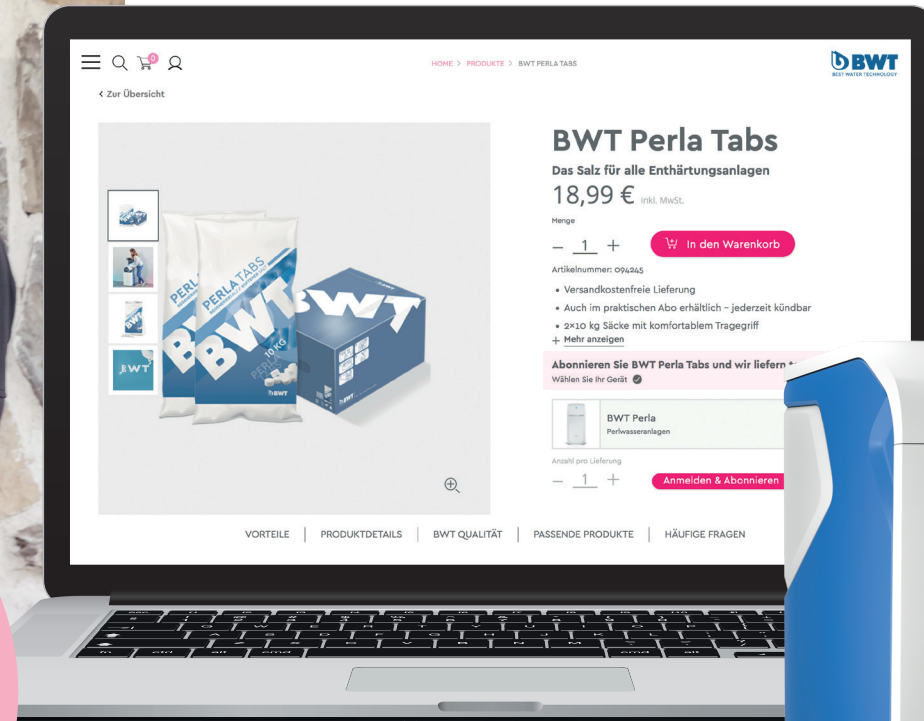 0
HOME > PRODUKTE > BWT PERLA TABS
BWT
BEST WATER TECHNOLOGY
< Zur Übersicht
BWT Perla Tabs
Das Salz für alle Enthärtungsanlagen
18,99 € inkl. MwSt.
Menge
– 1 +
In den Warenkorb
Artikelnummer: 094245
• Versandkostenfreie Lieferung
• Auch im praktischen Abo erhältlich – jederzeit kündbar
• 2×10 kg Säcke mit komfortablem Tragegriff
+ Mehr anzeigen
Abonnieren Sie BWT Perla Tabs und wir liefern
Wählen Sie Ihr Gerät
BWT Perla
Perlwasseranlagen
Anzahl pro Lieferung
– 1 +
Anmelden & Abonnieren
PERLA TABS
BWT
10 KG
PERLA
BWT
BWT
BWT
VORTEILE | PRODUKTDETAILS | BWT QUALITÄT | PASSENDE PRODUKTE | HÄUFIGE FRAGEN